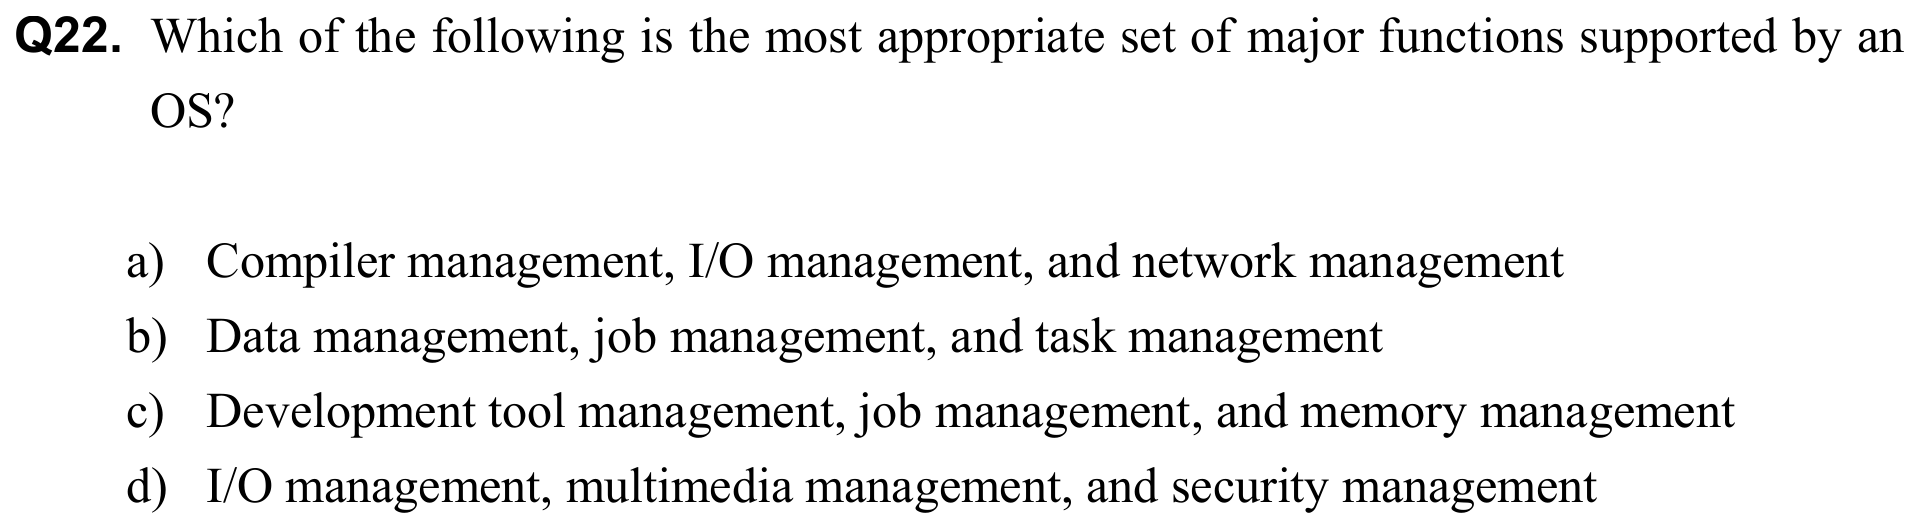 Q22. Which of the following is the most appropriate set of major functions supported by an
OS?
a) Compiler management, I/O management, and network management
b) Data management, job management, and task management
c) Development tool management, job management, and memory management
d) I/O management, multimedia management, and security management